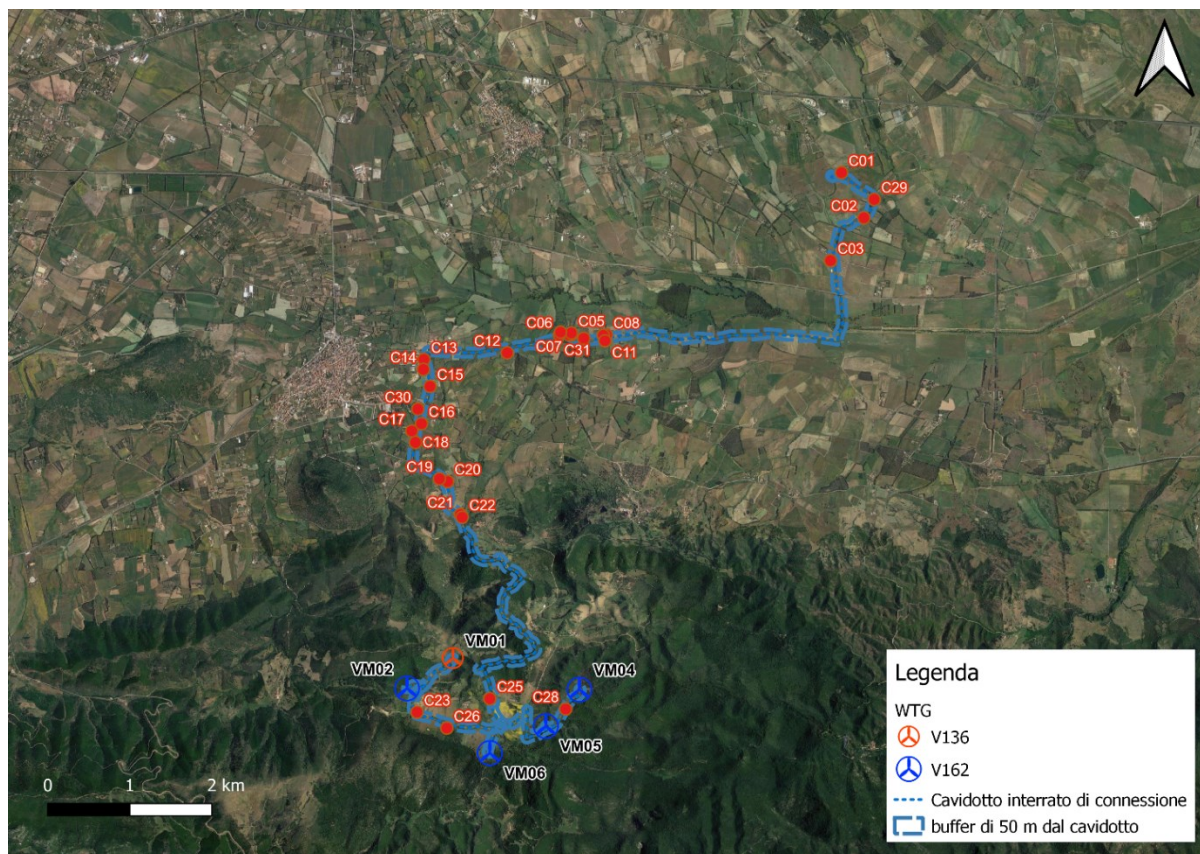 C01
C29
C02
C03
C06
C05
C08
C12
C07
C31
C11
C13
C14
C15
C30
C16
C17
C18
C19
C20
C21
C22
VM01
VM02
VM04
C25
C23
C28
C26
VM05
VM06
Legenda
WTG
V136
V162
Cavidotto interrato di connessione
buffer di 50 m dal cavidotto
0 1 2 km